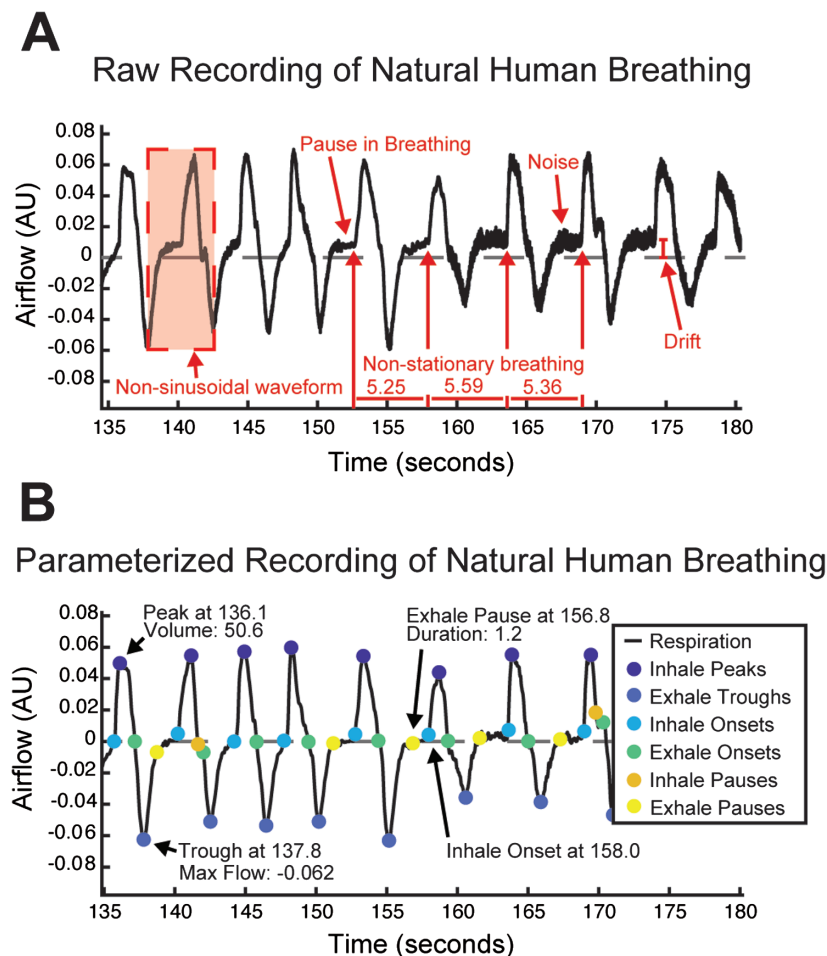 A
Raw Recording of Natural Human Breathing
0.08
0.06
0.04
0.02
0
-0.02
-0.04
-0.06
-0.08
Airflow (AU)
Pause in Breathing
Noise
Drift
Non-stationary breathing
Non-sinusoidal waveform
5.25 5.59 5.36
135 140 145 150 155 160 165 170 175 180
Time (seconds)
B
Parameterized Recording of Natural Human Breathing
0.08
0.06
0.04
0.02
0
-0.02
-0.04
-0.06
-0.08
Airflow (AU)
Peak at 136.1
Volume: 50.6
Exhale Pause at 156.8
Duration: 1.2
Respiration
Inhale Peaks
Exhale Troughs
Inhale Onsets
Exhale Onsets
Inhale Pauses
Exhale Pauses
Trough at 137.8
Max Flow: -0.062
Inhale Onset at 158.0
135 140 145 150 155 160 165 170 175 180
Time (seconds)